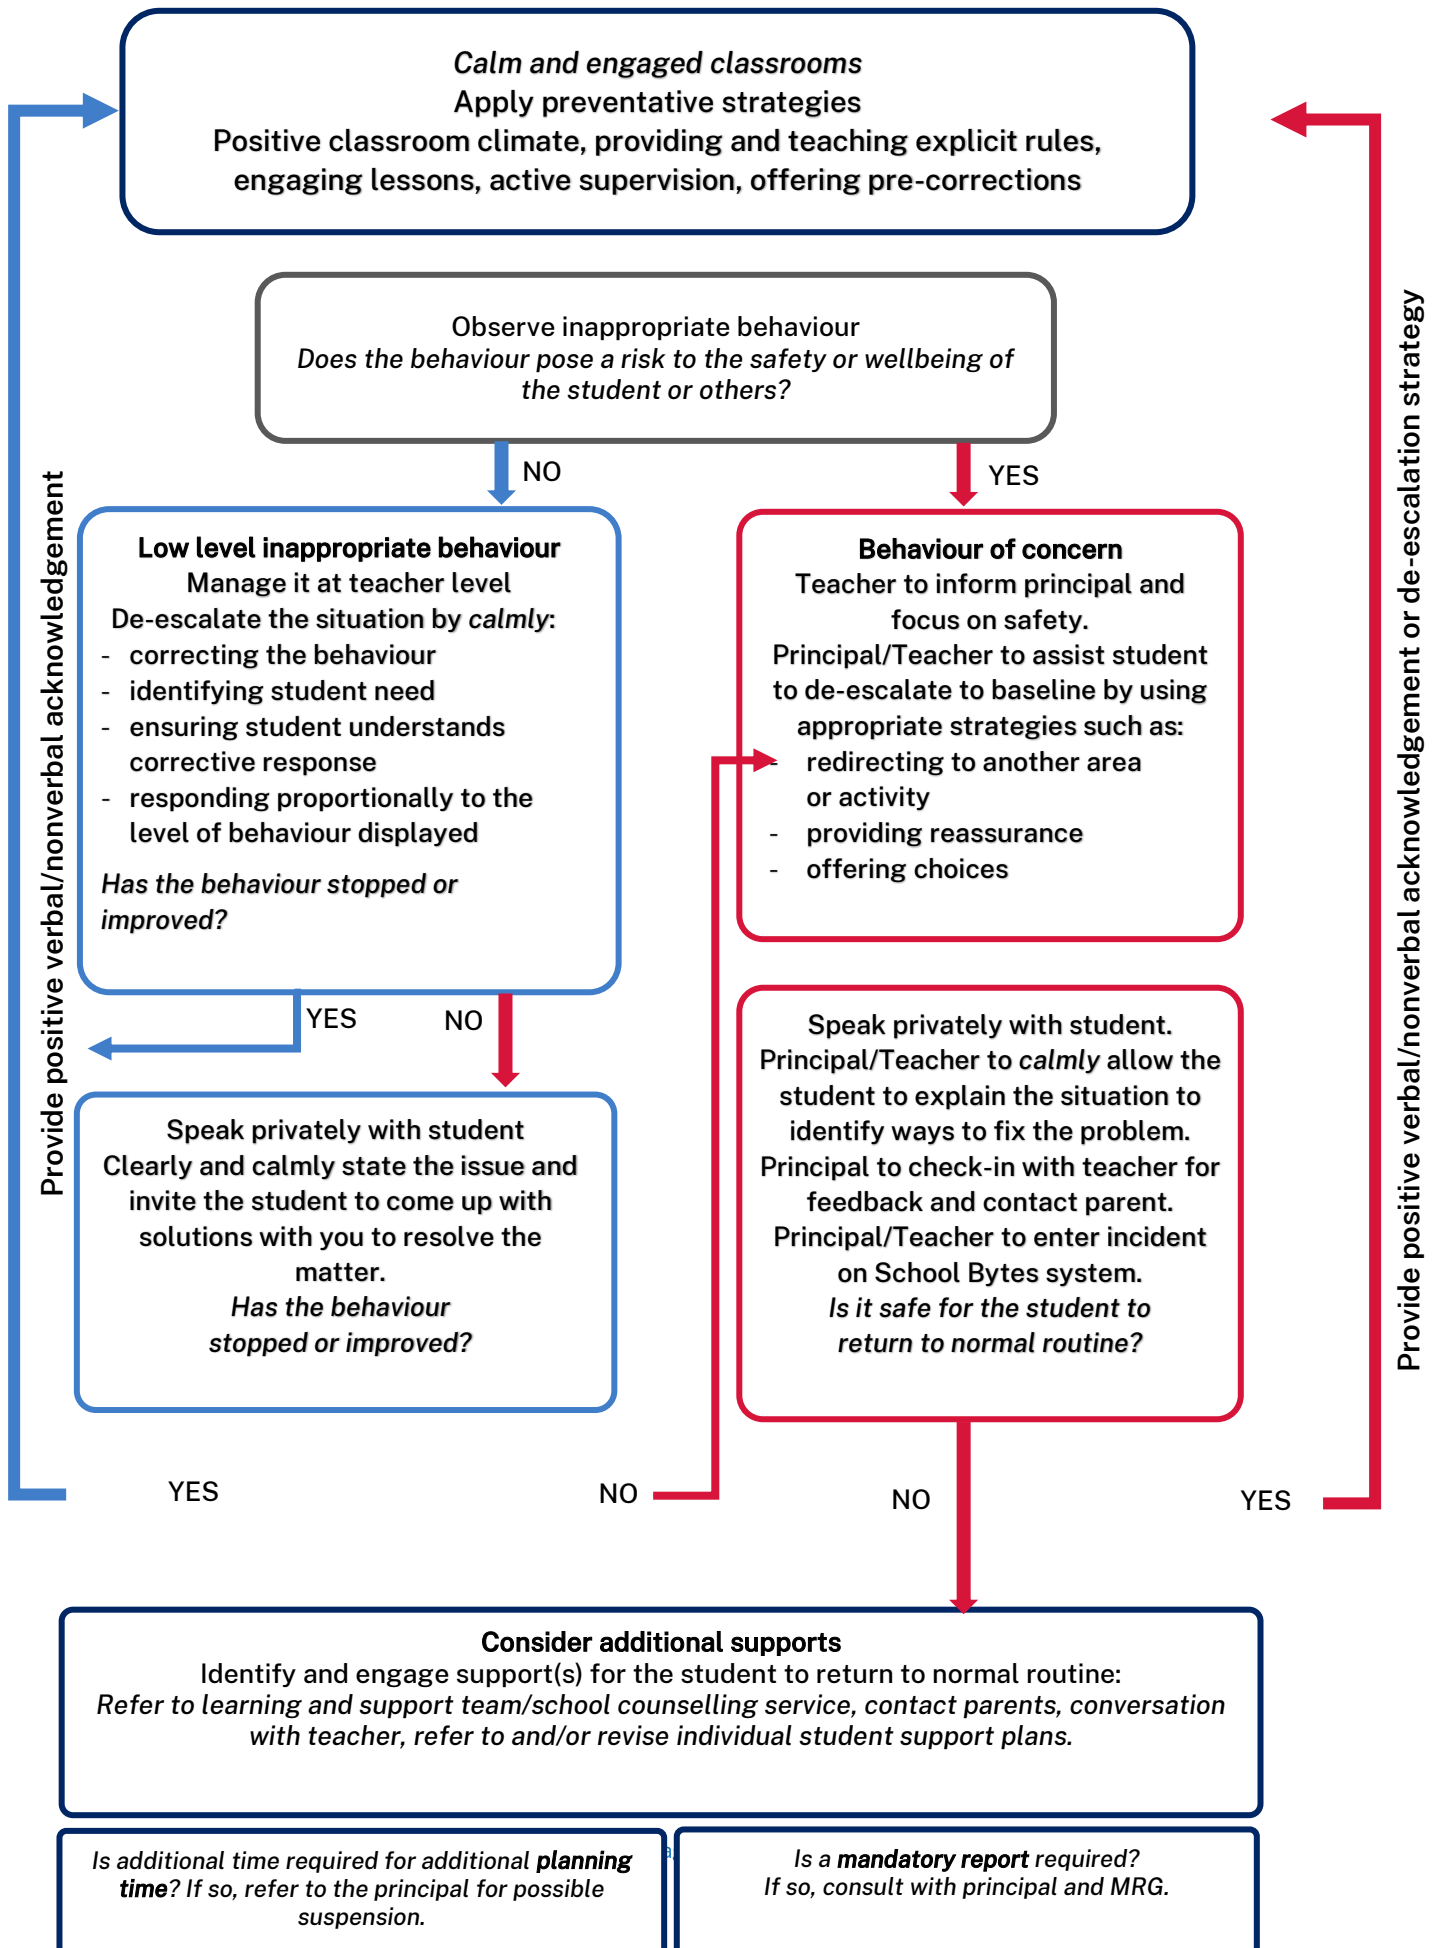 Calm and engaged classrooms
Apply preventative strategies
Positive classroom climate, providing and teaching explicit rules,
engaging lessons, active supervision, offering pre-corrections
Observe inappropriate behaviour
Does the behaviour pose a risk to the safety or wellbeing of
the student or others?
NO
YES
Low level inappropriate behaviour
Manage it at teacher level
De-escalate the situation by calmly:
- correcting the behaviour
- identifying student need
- ensuring student understands
corrective response
- responding proportionally to the
level of behaviour displayed
Has the behaviour stopped or
improved?
Behaviour of concern
Teacher to inform principal and
focus on safety.
Principal/Teacher to assist student
to de-escalate to baseline by using
appropriate strategies such as:
- redirecting to another area
or activity
- providing reassurance
- offering choices
YES
NO
Speak privately with student
Clearly and calmly state the issue and
invite the student to come up with
solutions with you to resolve the
matter.
Has the behaviour
stopped or improved?
Speak privately with student.
Principal/Teacher to calmly allow the
student to explain the situation to
identify ways to fix the problem.
Principal to check-in with teacher for
feedback and contact parent.
Principal/Teacher to enter incident
on School Bytes system.
Is it safe for the student to
return to normal routine?
YES
NO
NO
YES
Provide positive verbal/nonverbal acknowledgement
Provide positive verbal/nonverbal acknowledgement or de-escalation strategy
Consider additional supports
Identify and engage support(s) for the student to return to normal routine:
Refer to learning and support team/school counselling service, contact parents, conversation
with teacher, refer to and/or revise individual student support plans.
Is additional time required for additional planning
time? If so, refer to the principal for possible
suspension.
Is a mandatory report required?
If so, consult with principal and MRG.